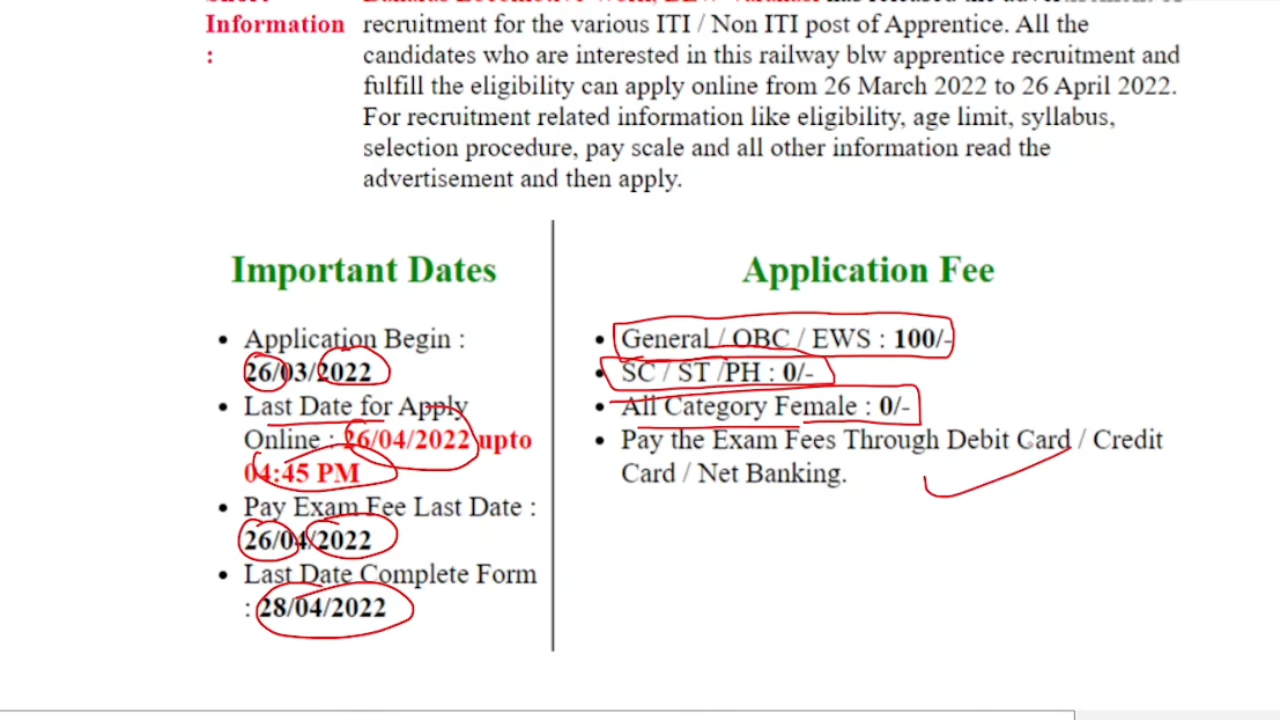 Information recruitment for the various ITI / Non ITI post of Apprentice. All the
: candidates who are interested in this railway blw apprentice recruitment and
fulfill the eligibility can apply online from 26 March 2022 to 26 April 2022.
For recruitment related information like eligibility, age limit, syllabus,
selection procedure, pay scale and all other information read the
advertisement and then apply.
Important Dates
• Application Begin :
26/03/2022
• Last Date for Apply
Online : 26/04/2022 upto
04:45 PM
• Pay Exam Fee Last Date :
26/04/2022
• Last Date Complete Form
: 28/04/2022
Application Fee
• General / OBC / EWS : 100/-
• SC / ST /PH : 0/-
• All Category Female : 0/-
• Pay the Exam Fees Through Debit Card / Credit
Card / Net Banking.